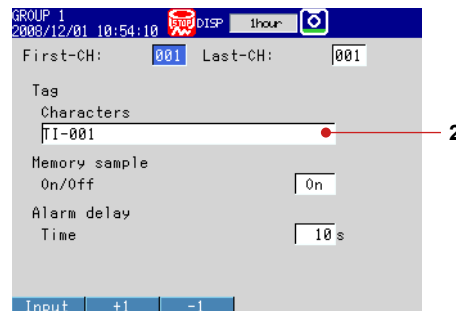 GROUP 1
2008/12/01 10:54:10 STOP DISP 1hour
First-CH: 001 Last-CH: 001
Tag
Characters
TI-001 2
Memory sample
On/Off On
Alarm delay
Time 10 s
Input +1 -1